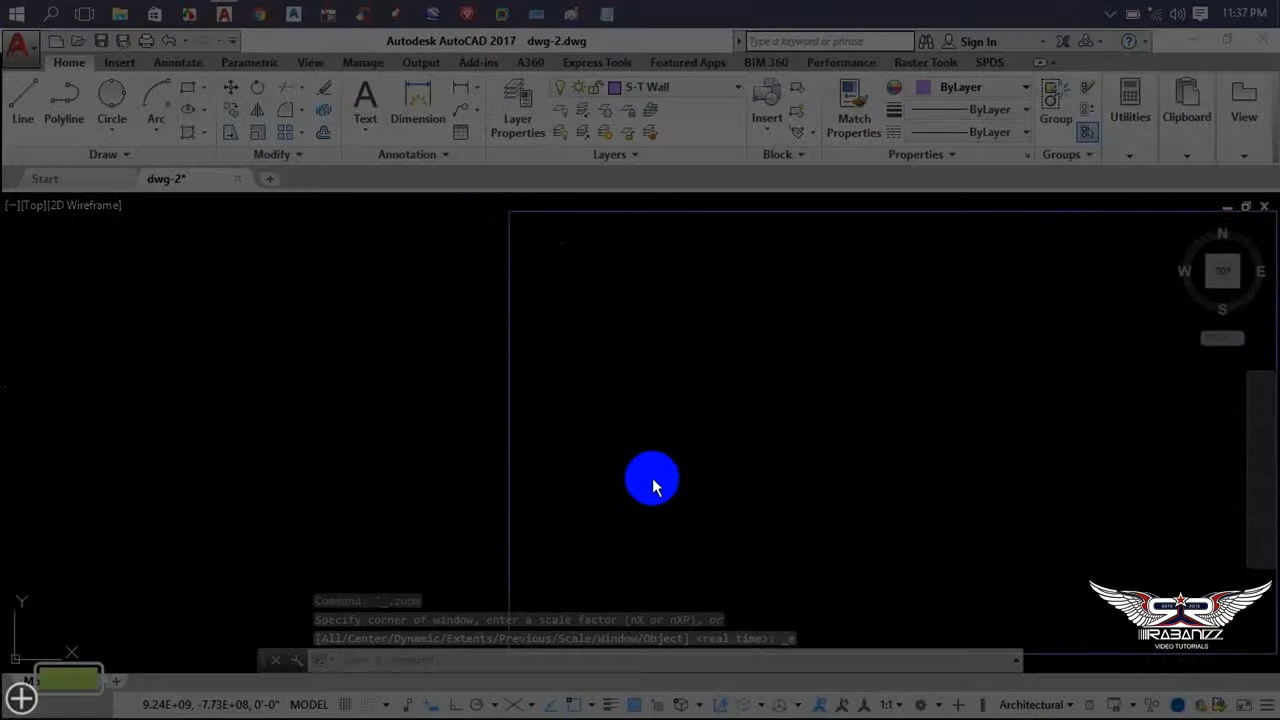 11:37 PM
Autodesk AutoCAD 2017 dwg-2.dwg
Type a keyword or phrase
Sign In
Home Insert Annotate Parametric View Manage Output Add-ins A360 Express Tools Featured Apps BIM 360 Performance Raster Tools SPDS
S-T Wall
ByLayer
ByLayer
ByLayer
Line Polyline Circle Arc
Text Dimension
Layer
Properties
Insert
Match
Properties
Group Utilities Clipboard View
Draw Modify Annotation Layers Block Properties Groups
Start dwg-2*
[−][Top][2D Wireframe]
N
W TOP E
S
Y
X
Command: '_.zoom
Specify corner of window, enter a scale factor (nX or nXP), or
[All/Center/Dynamic/Extents/Previous/Scale/Window/Object] <real time>: _e
Type a command
RABANIZZ
VIDEO TUTORIALS
9.24E+09, -7.73E+08, 0'-0" MODEL 1:1 Architectural